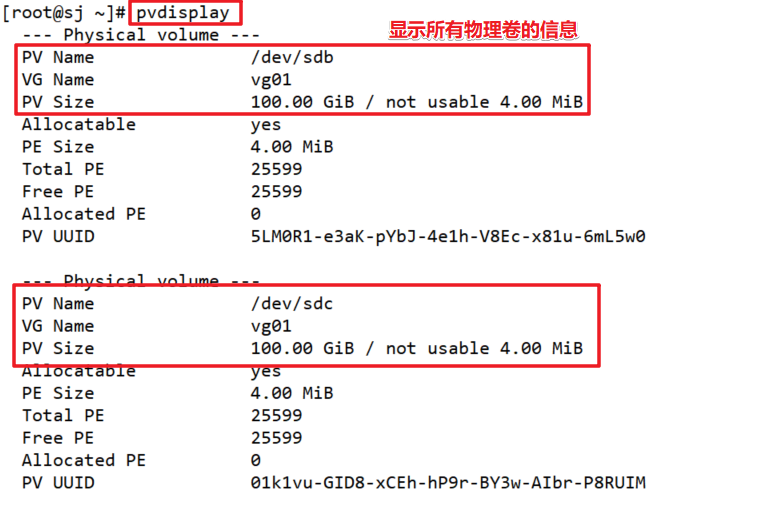 [root@sj ~]# pvdisplay
--- Physical volume ---
显示所有物理卷的信息
PV Name /dev/sdb
VG Name vg01
PV Size 100.00 GiB / not usable 4.00 MiB
Allocatable yes
PE Size 4.00 MiB
Total PE 25599
Free PE 25599
Allocated PE 0
PV UUID 5LM0R1-e3aK-pYbJ-4e1h-V8Ec-x81u-6mL5w0
--- Physical volume ---
PV Name /dev/sdc
VG Name vg01
PV Size 100.00 GiB / not usable 4.00 MiB
Allocatable yes
PE Size 4.00 MiB
Total PE 25599
Free PE 25599
Allocated PE 0
PV UUID 01k1vu-GID8-xCEh-hP9r-BY3w-AIbr-P8RUIM